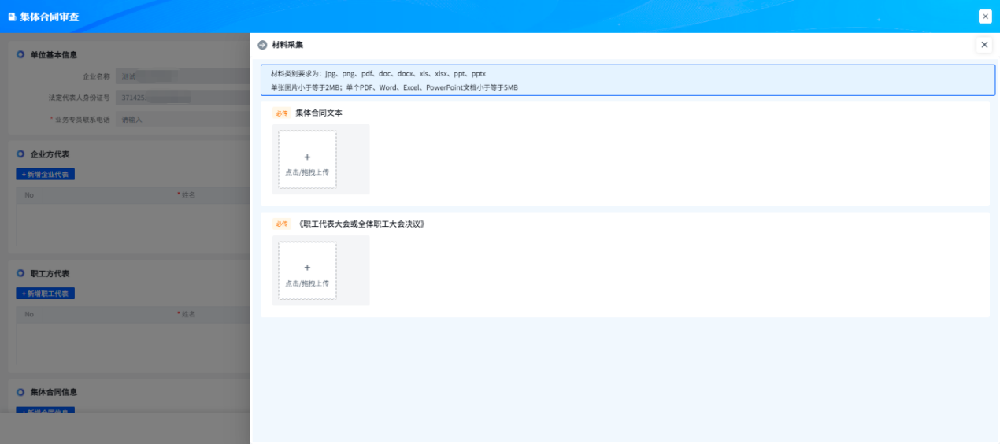 集体合同审查
单位基本信息
企业名称 测试
法定代表人身份证号 371425
* 业务专员联系电话 请输入
企业方代表
+ 新增企业代表
No * 姓名
职工方代表
+ 新增职工代表
No * 姓名
集体合同信息
+ 新增合同信息
材料采集
材料类别要求为：jpg、png、pdf、doc、docx、xls、xlsx、ppt、pptx
单张图片小于等于2MB；单个PDF、Word、Excel、PowerPoint文档小于等于5MB
必传 集体合同文本
+
点击/拖拽上传
必传 《职工代表大会或全体职工大会决议》
+
点击/拖拽上传